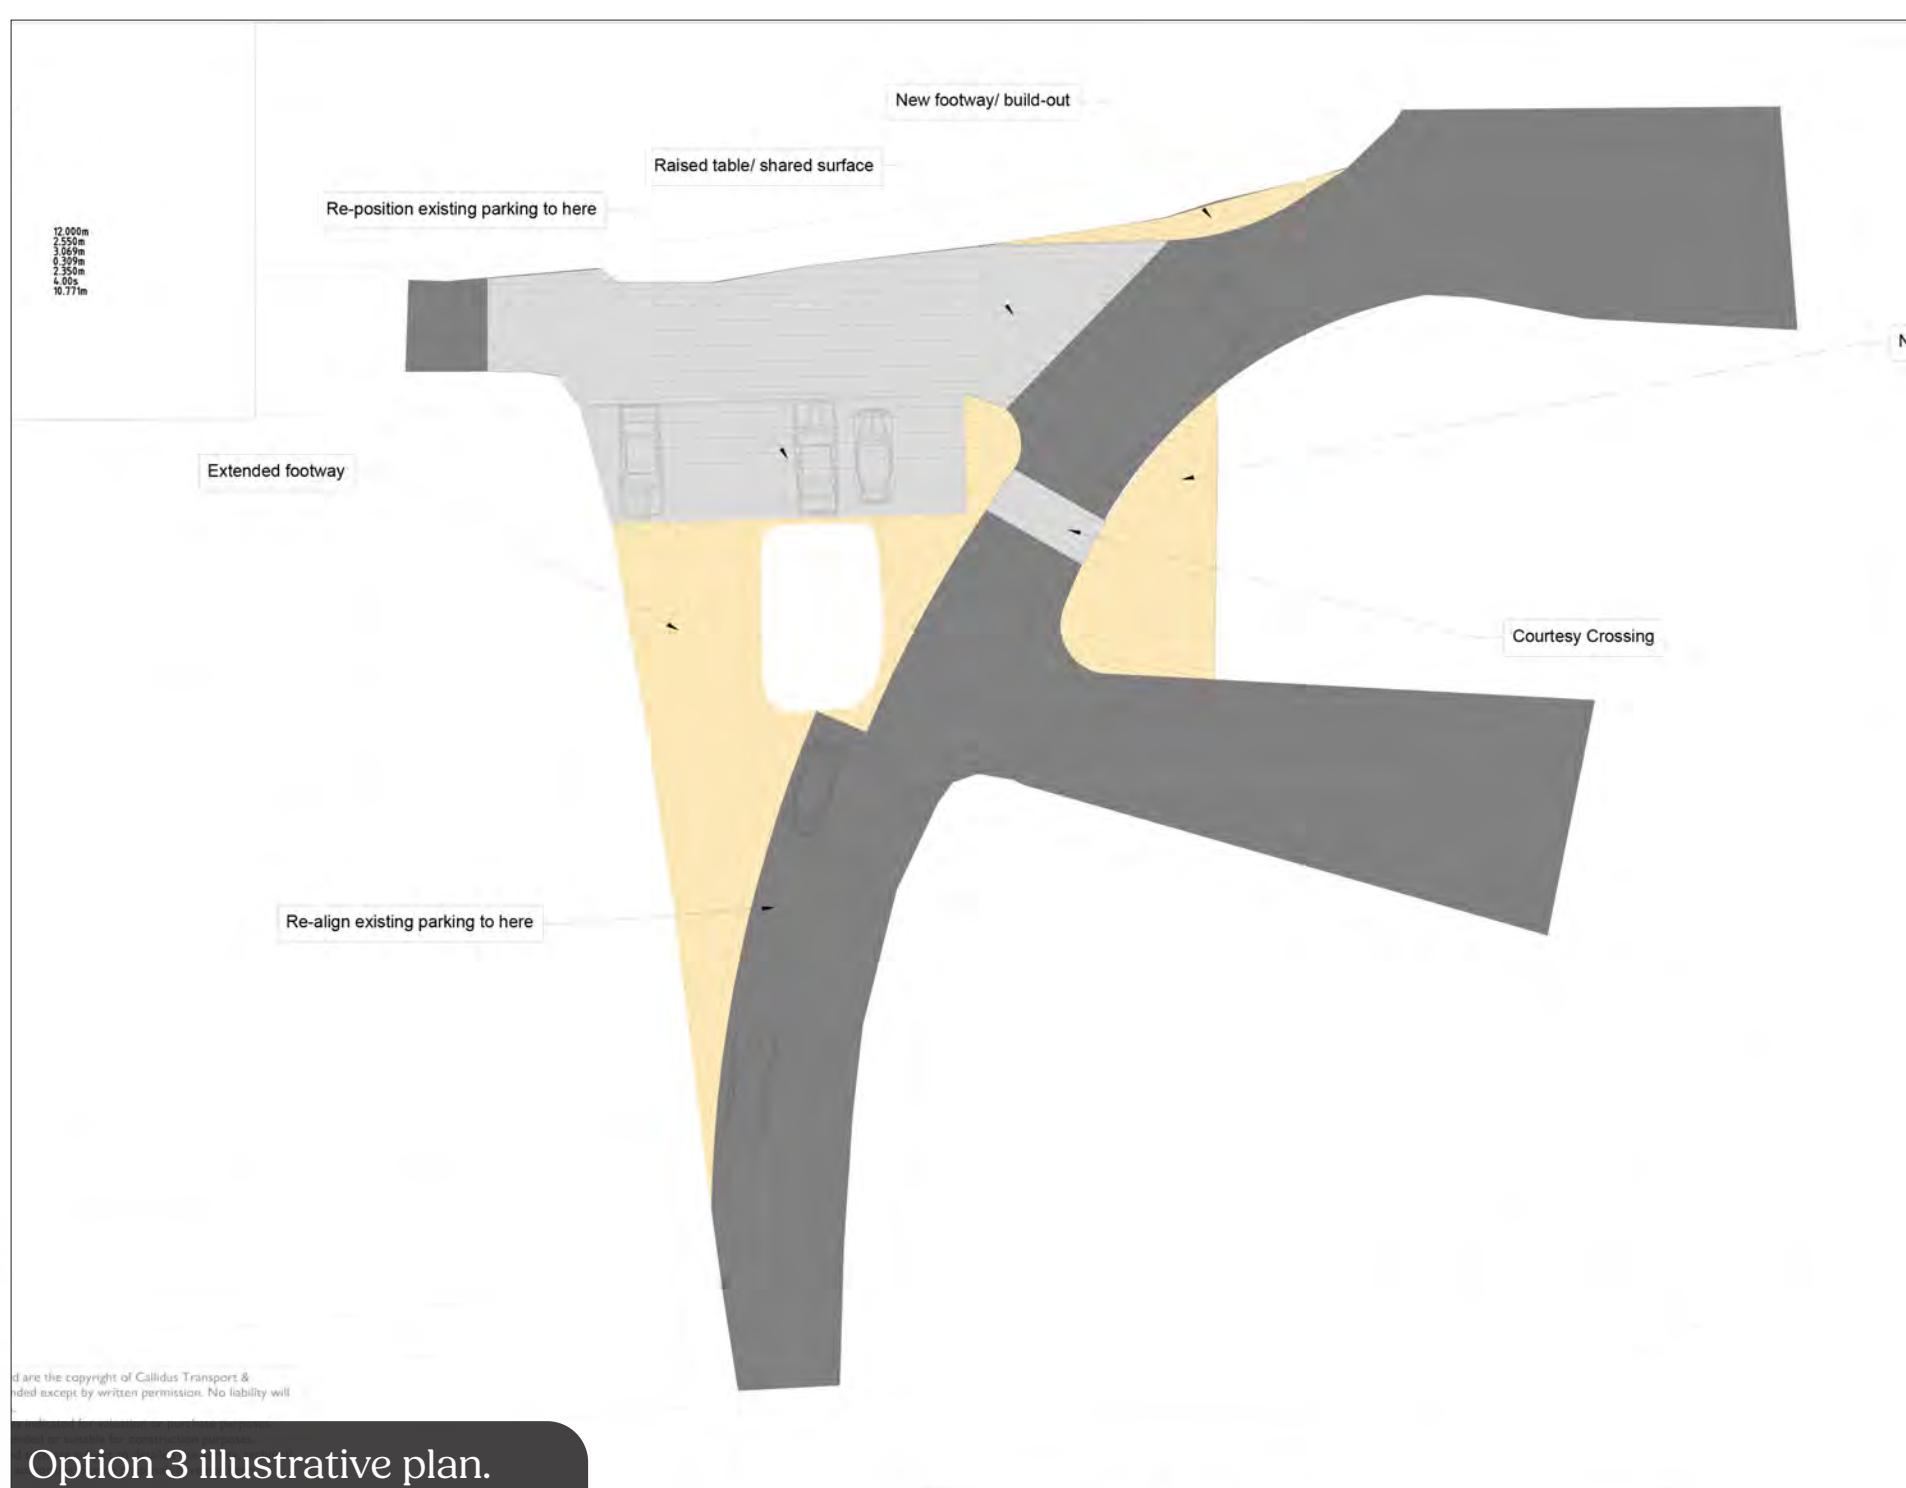 New footway/ build-out
Raised table/ shared surface
Re-position existing parking to here
12.000m
2.550m
3.069m
0.309m
2.350m
4.00s
10.771m
N
Extended footway
Courtesy Crossing
Re-align existing parking to here
d are the copyright of Callidus Transport &
nded except by written permission. No liability will
Option 3 illustrative plan.